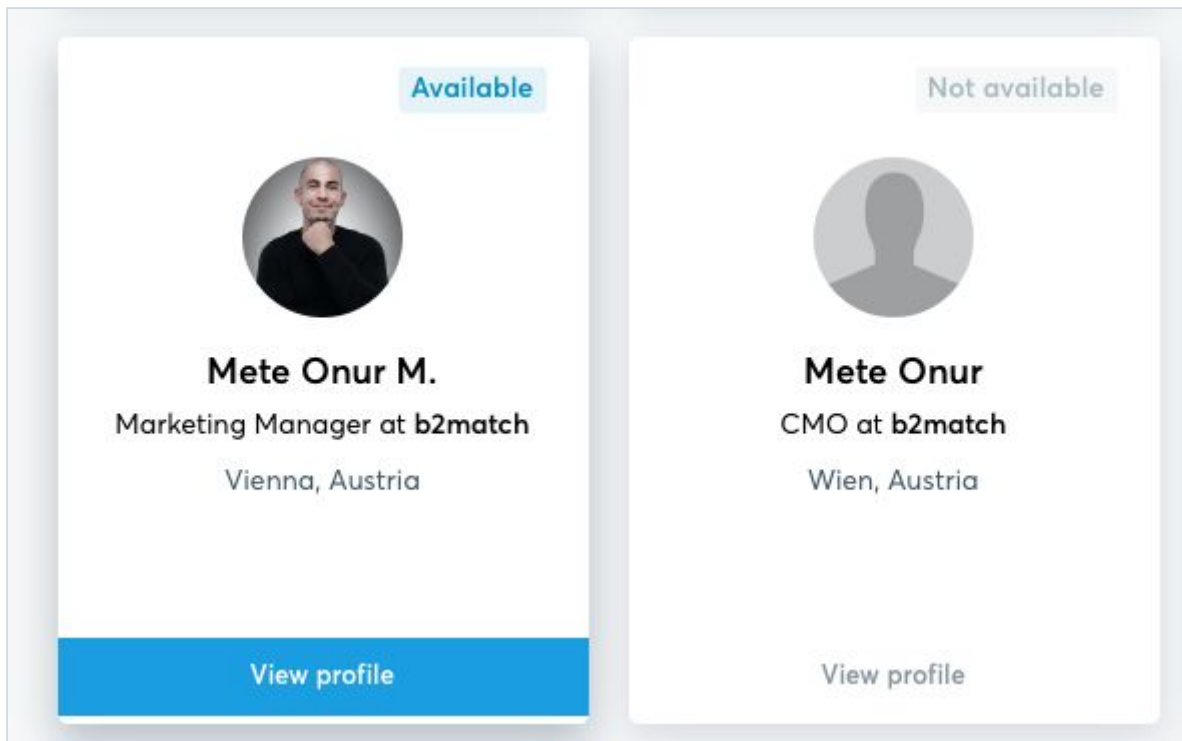 Available
Mete Onur M.
Marketing Manager at b2match
Vienna, Austria
View profile
Not available
Mete Onur
CMO at b2match
Wien, Austria
View profile